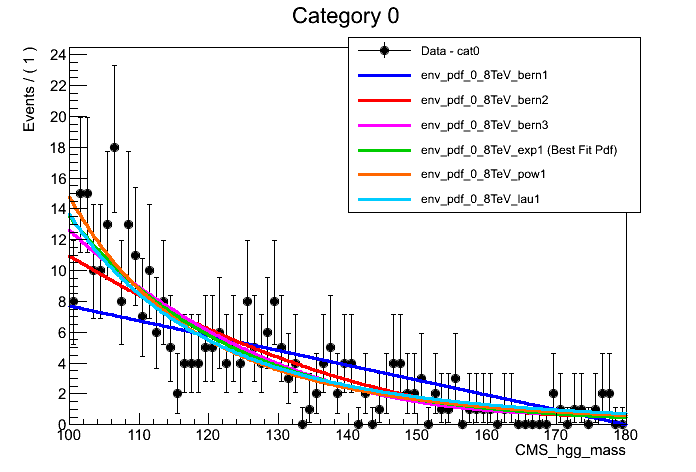 Category 0
Events / ( 1 )
24
22
20
18
16
14
12
10
8
6
4
2
0
Data - cat0
env_pdf_0_8TeV_bern1
env_pdf_0_8TeV_bern2
env_pdf_0_8TeV_bern3
env_pdf_0_8TeV_exp1 (Best Fit Pdf)
env_pdf_0_8TeV_pow1
env_pdf_0_8TeV_lau1
100 110 120 130 140 150 160 170 180
CMS_hgg_mass